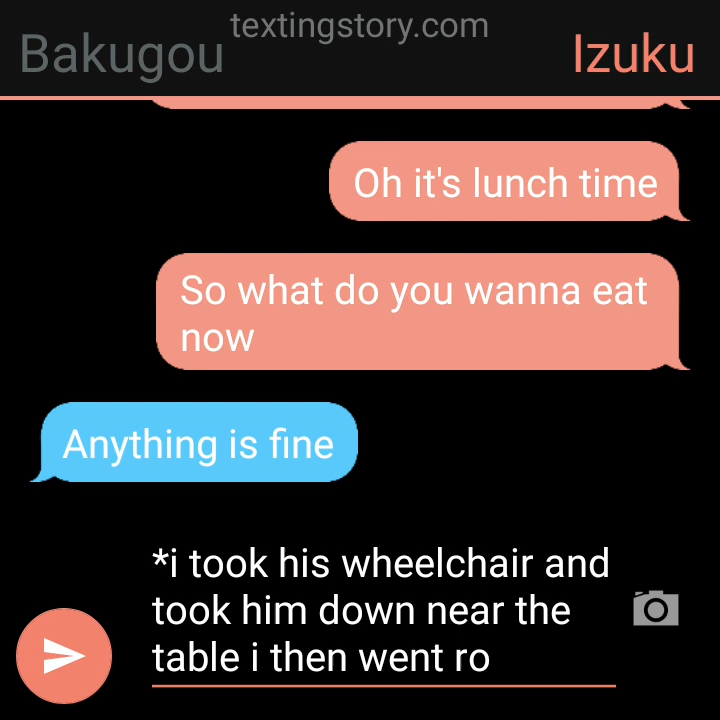 textingstory.com
Bakugou
Izuku
Oh it's lunch time
So what do you wanna eat
now
Anything is fine
*i took his wheelchair and
took him down near the
table i then went ro